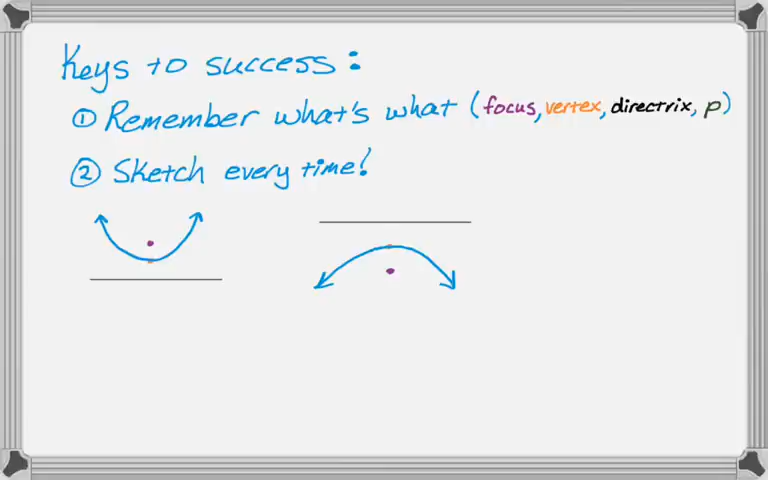 Keys to success:
① Remember what's what (focus, vertex, directrix, p)
② Sketch every time!